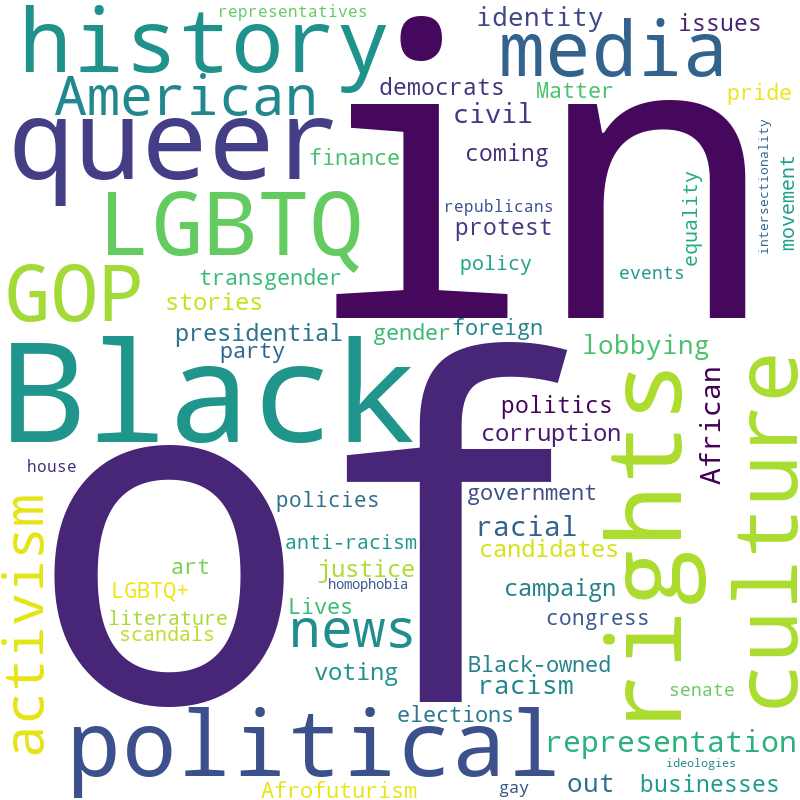 representatives
history
in
identity
issues
media
American
democrats
Matter
pride
queer
civil
finance
coming
intersectionality
movement
LGBTQ
republicans
equality
protest
GOP
transgender
policy
events
stories
presidential
gender
foreign
party
lobbying
Black
of
rights
culture
African
politics
corruption
house
activism
policies
government
racial
anti-racism
candidates
art
justice
homophobia
LGBTQ+
campaign
Lives
literature
congress
scandals
news
voting
Black-owned
racism
senate
political
elections
representation
ideologies
Afrofuturism
gay
out
businesses